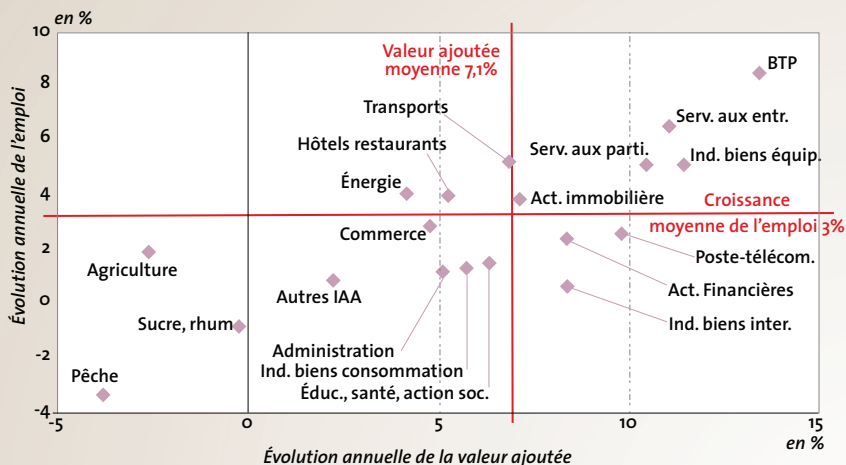 en %
10
8
6
4
2
0
-2
-4
-5
0
5
10
15
en %
Évolution annuelle de l'emploi
Évolution annuelle de la valeur ajoutée
Valeur ajoutée
moyenne 7,1%
BTP
Transports
Serv. aux entr.
Hôtels restaurants
Serv. aux parti.
Ind. biens équip.
Énergie
Act. immobilière
Croissance
moyenne de l'emploi 3%
Commerce
Poste-télécom.
Agriculture
Autres IAA
Act. Financières
Sucre, rhum
Ind. biens inter.
Administration
Ind. biens consommation
Éduc., santé, action soc.
Pêche